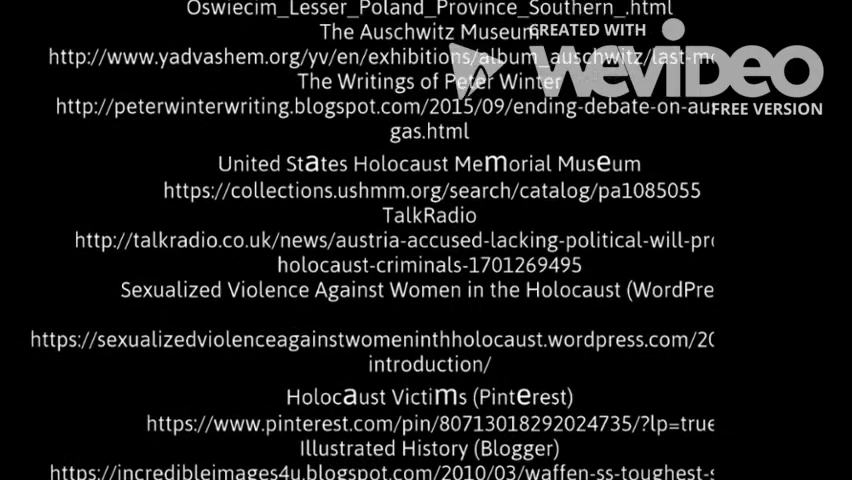 Oswiecim_Lesser_Poland_Province_Southern_.html
The Auschwitz Museum
CREATED WITH
http://www.yadvashem.org/yv/en/exhibitions/album_auschwitz/last-mo
wevideo
The Writings of Peter Winter
http://peterwinterwriting.blogspot.com/2015/09/ending-debate-on-au
FREE VERSION
gas.html
United States Holocaust Memorial Museum
https://collections.ushmm.org/search/catalog/pa1085055
TalkRadio
http://talkradio.co.uk/news/austria-accused-lacking-political-will-pro
holocaust-criminals-1701269495
Sexualized Violence Against Women in the Holocaust (WordPre
https://sexualizedviolenceagainstwomeninthholocaust.wordpress.com/20
introduction/
Holocaust Victims (Pinterest)
https://www.pinterest.com/pin/80713018292024735/?lp=true
Illustrated History (Blogger)
https://incredibleimages4u.blogspot.com/2010/03/waffen-ss-toughest-s